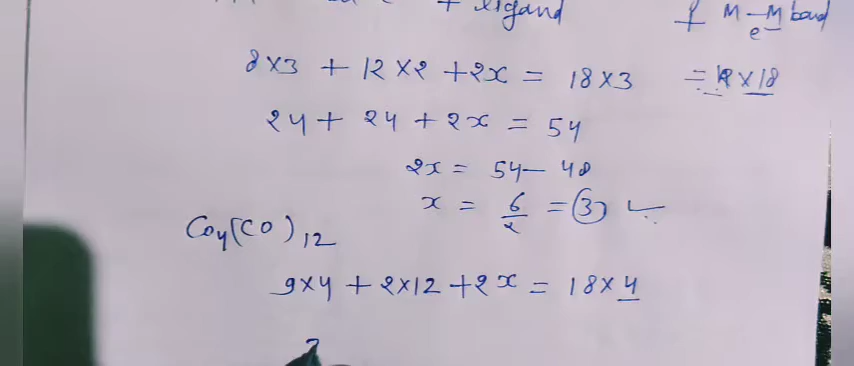 + ligand + M-M bond
e-
8×3 + 12×2 + 2x = 18×3 = n×18
24 + 24 + 2x = 54
2x = 54 - 48
x = 6/2 = 3
Co4(CO)12
9×4 + 2×12 + 2x = 18×4